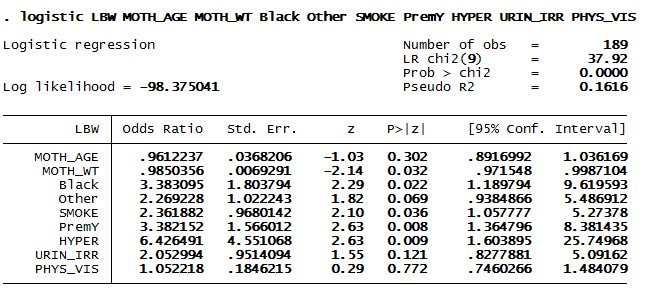 . logistic LBW MOTH_AGE MOTH_WT Black Other SMOKE PremY HYPER URIN_IRR PHYS_VIS
Logistic regression Number of obs = 189
LR chi2(9) = 37.92
Prob > chi2 = 0.0000
Log likelihood = -98.375041 Pseudo R2 = 0.1616
LBW Odds Ratio Std. Err. z P>|z| [95% Conf. Interval]
MOTH_AGE .9612237 .0368206 -1.03 0.302 .8916992 1.036169
MOTH_WT .9850356 .0069291 -2.14 0.032 .971548 .9987104
Black 3.383095 1.803794 2.29 0.022 1.189794 9.619593
Other 2.269228 1.022243 1.82 0.069 .9384866 5.486912
SMOKE 2.361882 .9680142 2.10 0.036 1.057777 5.27378
PremY 3.382152 1.566012 2.63 0.008 1.364796 8.381435
HYPER 6.426491 4.551068 2.63 0.009 1.603895 25.74968
URIN_IRR 2.052994 .9514094 1.55 0.121 .8277881 5.09162
PHYS_VIS 1.052218 .1846215 0.29 0.772 .7460266 1.484079